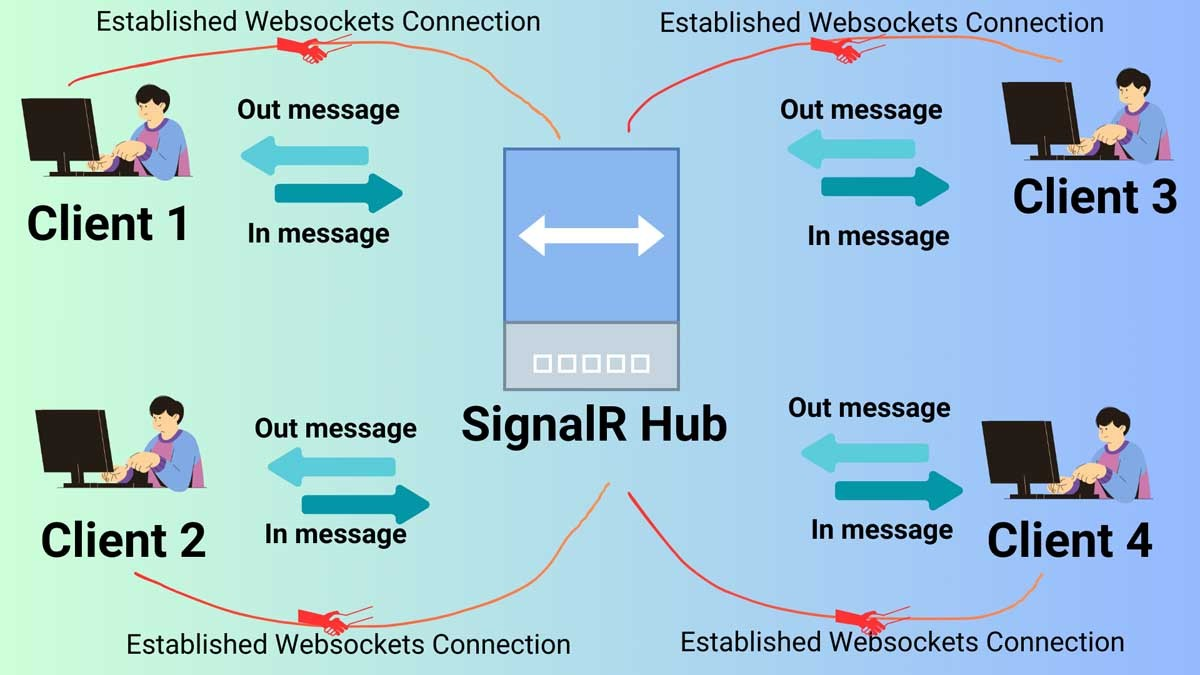 Established Websockets Connection
Established Websockets Connection
Out message
Out message
Client 1
In message
Client 3
In message
Out message
SignalR Hub
Out message
Client 2
In message
In message
Client 4
Established Websockets Connection
Established Websockets Connection